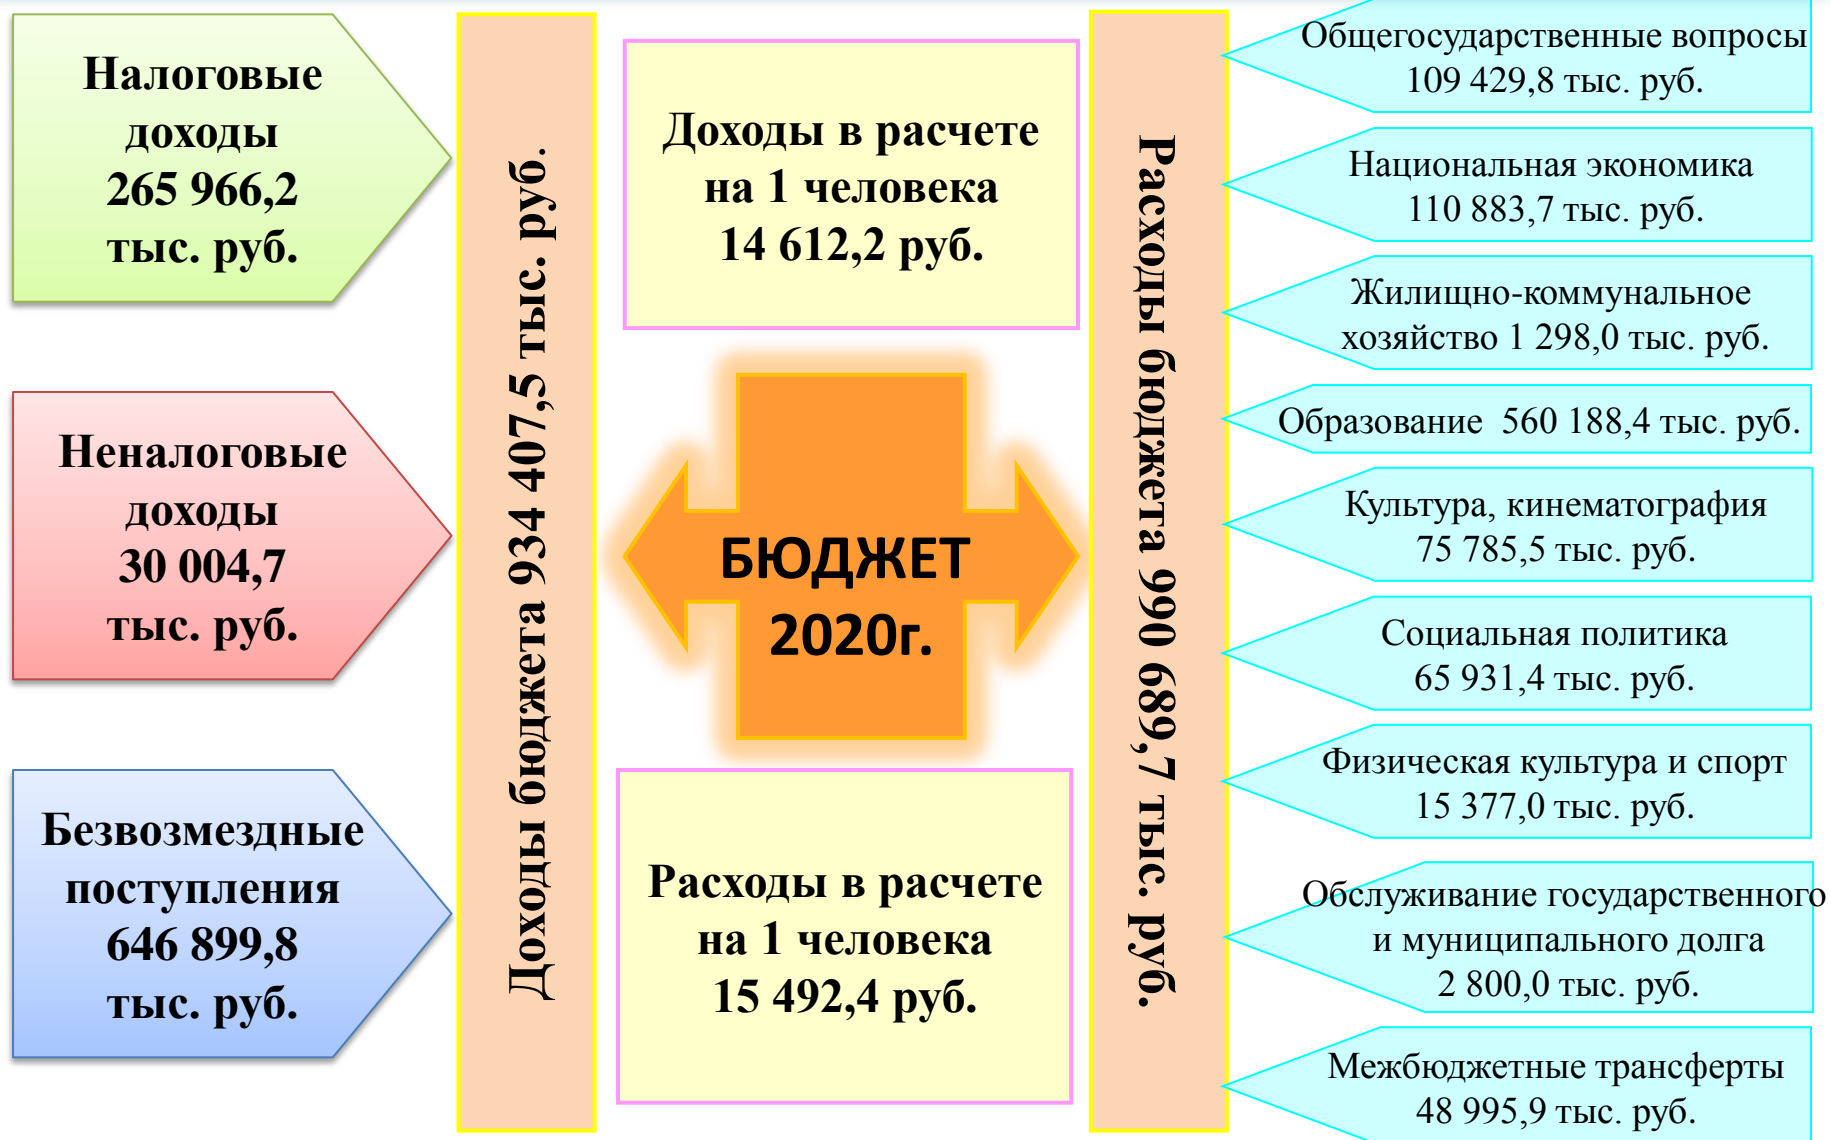 Налоговые
доходы
265 966,2
тыс. руб.
Неналоговые
доходы
30 004,7
тыс. руб.
Безвозмездные
поступления
646 899,8
тыс. руб.
Доходы бюджета 934 407,5 тыс. руб.
Доходы в расчете
на 1 человека
14 612,2 руб.
БЮДЖЕТ
2020г.
Расходы в расчете
на 1 человека
15 492,4 руб.
Расходы бюджета 990 689,7 тыс. руб.
Общегосударственные вопросы
109 429,8 тыс. руб.
Национальная экономика
110 883,7 тыс. руб.
Жилищно-коммунальное
хозяйство 1 298,0 тыс. руб.
Образование 560 188,4 тыс. руб.
Культура, кинематография
75 785,5 тыс. руб.
Социальная политика
65 931,4 тыс. руб.
Физическая культура и спорт
15 377,0 тыс. руб.
Обслуживание государственного
и муниципального долга
2 800,0 тыс. руб.
Межбюджетные трансферты
48 995,9 тыс. руб.